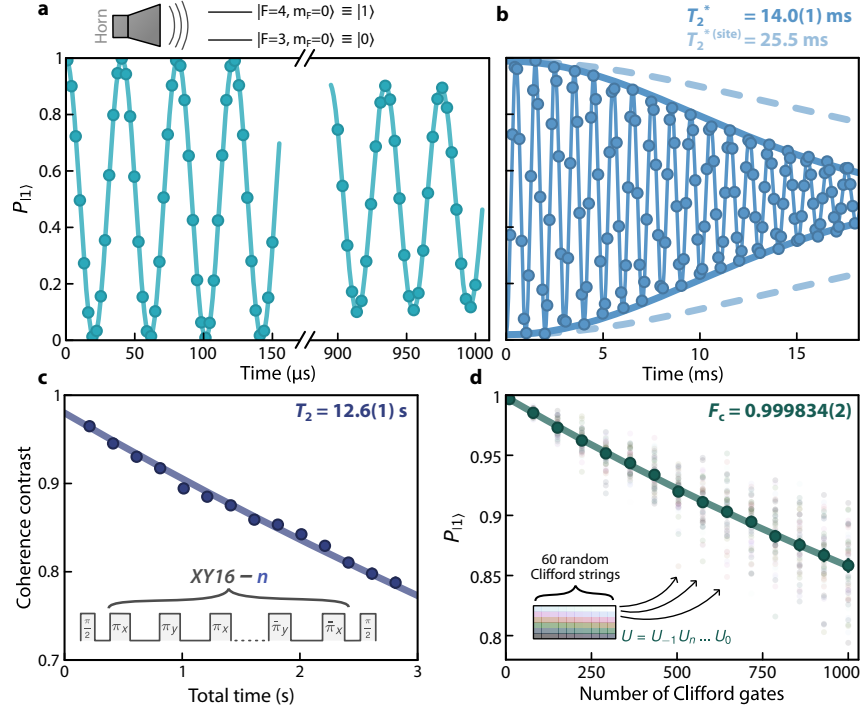 a
Horn
|F=4, m_F=0⟩ ≡ |1⟩
|F=3, m_F=0⟩ ≡ |0⟩
P|1⟩
1
0.8
0.6
0.4
0.2
0
0 50 100 150 900 950 1000
Time (µs)
b
T₂* = 14.0(1) ms
T₂*(site) = 25.5 ms
0 5 10 15
Time (ms)
c
T₂ = 12.6(1) s
Coherence contrast
1
0.9
0.8
0.7
XY16 – n
π/2 πx πy πx π̄y π̄x π/2
0 1 2 3
Total time (s)
d
F_c = 0.999834(2)
P|1⟩
1
0.95
0.9
0.85
0.8
60 random
Clifford strings
U = U₋₁ Uₙ ... U₀
0 250 500 750 1000
Number of Clifford gates